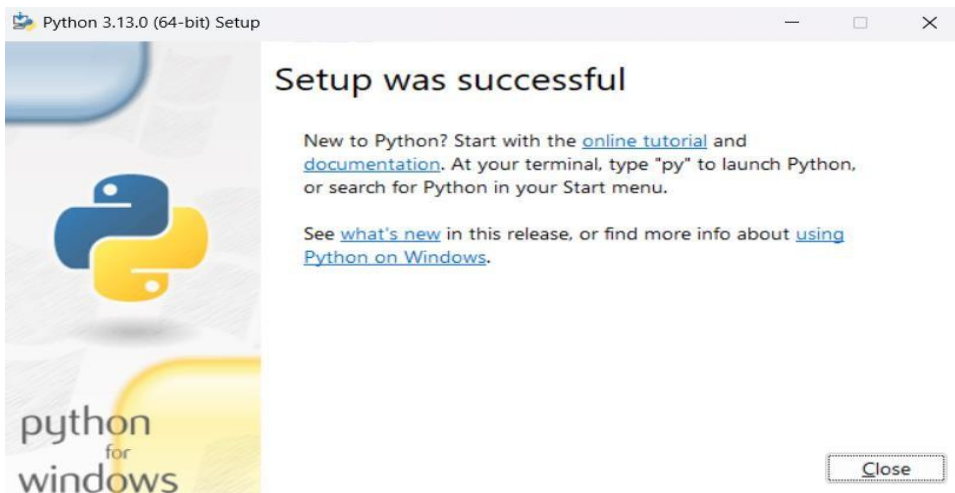 Python 3.13.0 (64-bit) Setup
Setup was successful
New to Python? Start with the online tutorial and
documentation. At your terminal, type "py" to launch Python,
or search for Python in your Start menu.
See what's new in this release, or find more info about using
Python on Windows.
python
for
windows
Close